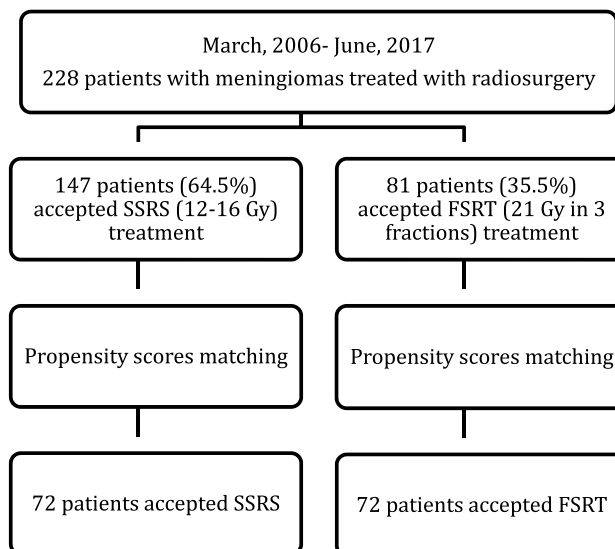 March, 2006- June, 2017
228 patients with meningiomas treated with radiosurgery
147 patients (64.5%)
accepted SSRS (12-16 Gy)
treatment
81 patients (35.5%)
accepted FSRT (21 Gy in 3
fractions) treatment
Propensity scores matching
Propensity scores matching
72 patients accepted SSRS
72 patients accepted FSRT